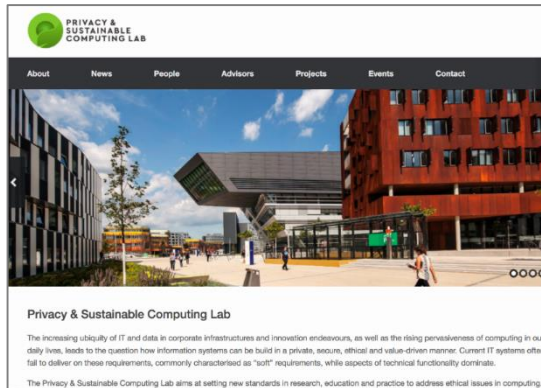 PRIVACY &
SUSTAINABLE
COMPUTING LAB
About News People Advisors Projects Events Contact
Privacy & Sustainable Computing Lab
The increasing ubiquity of IT and data in corporate infrastructures and innovation endeavours, as well as the rising pervasiveness of computing in ou
daily lives, leads to the question how information systems can be build in a private, secure, ethical and value-driven manner. Current IT systems ofte
fail to deliver on these requirements, commonly characterised as "soft" requirements, while aspects of technical functionality dominate.
The Privacy & Sustainable Computing Lab aims at setting new standards in research, education and practice to address ethical issues in computing.